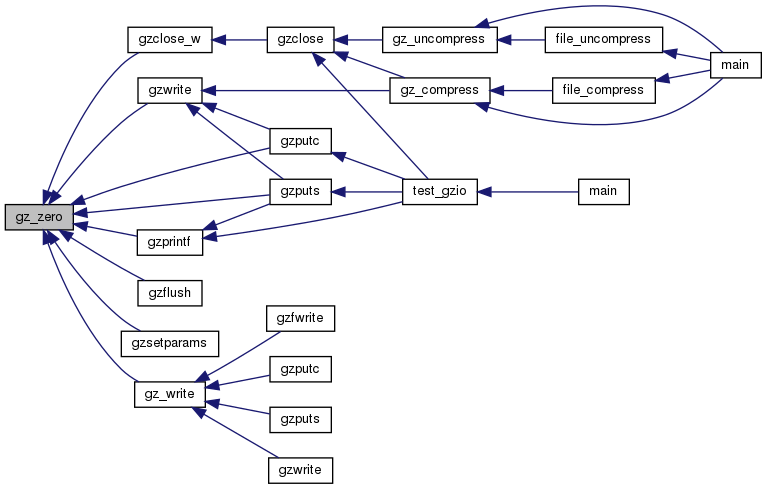 gz_zero
gzclose_w
gzwrite
gzputc
gzputs
gzprintf
gzflush
gzsetparams
gz_write
gzclose
gz_uncompress
file_uncompress
main
gz_compress
file_compress
test_gzio
main
gzfwrite
gzputc
gzputs
gzwrite